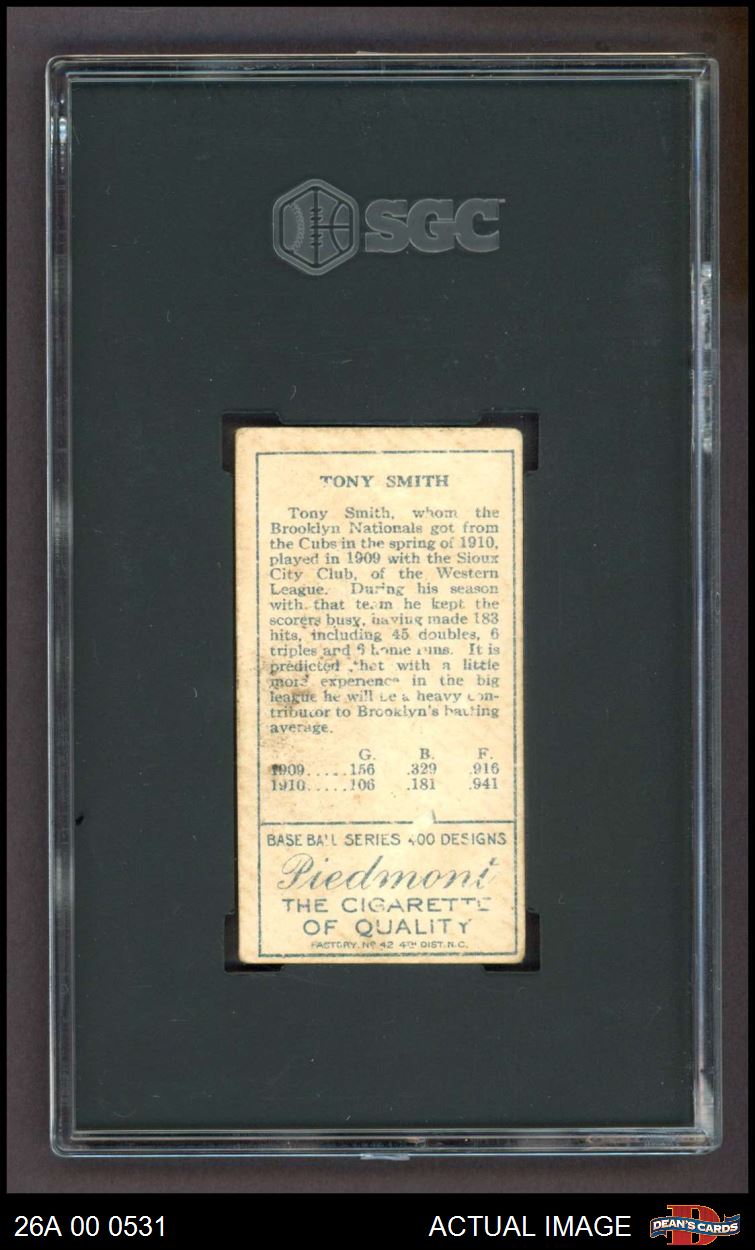 SGC
TONY SMITH
Tony Smith, whom the
Brooklyn Nationals got from
the Cubs in the spring of 1910,
played in 1909 with the Sioux
City Club, of the Western
League. During his season
with that team he kept the
scorers busy, having made 183
hits, including 45 doubles, 6
triples and home runs. It is
predicted that with a little
more experience in the big
league he will be a heavy con-
tributor to Brooklyn's batting
average.
G. B. F.
1909.....156 .329 .916
1910.....106 .181 .941
BASE BALL SERIES 400 DESIGNS
Piedmont
THE CIGARETTE
OF QUALITY
FACTORY. Nº 42 4TH DIST. N.C.
26A 00 0531
ACTUAL IMAGE
DEAN'S CARDS